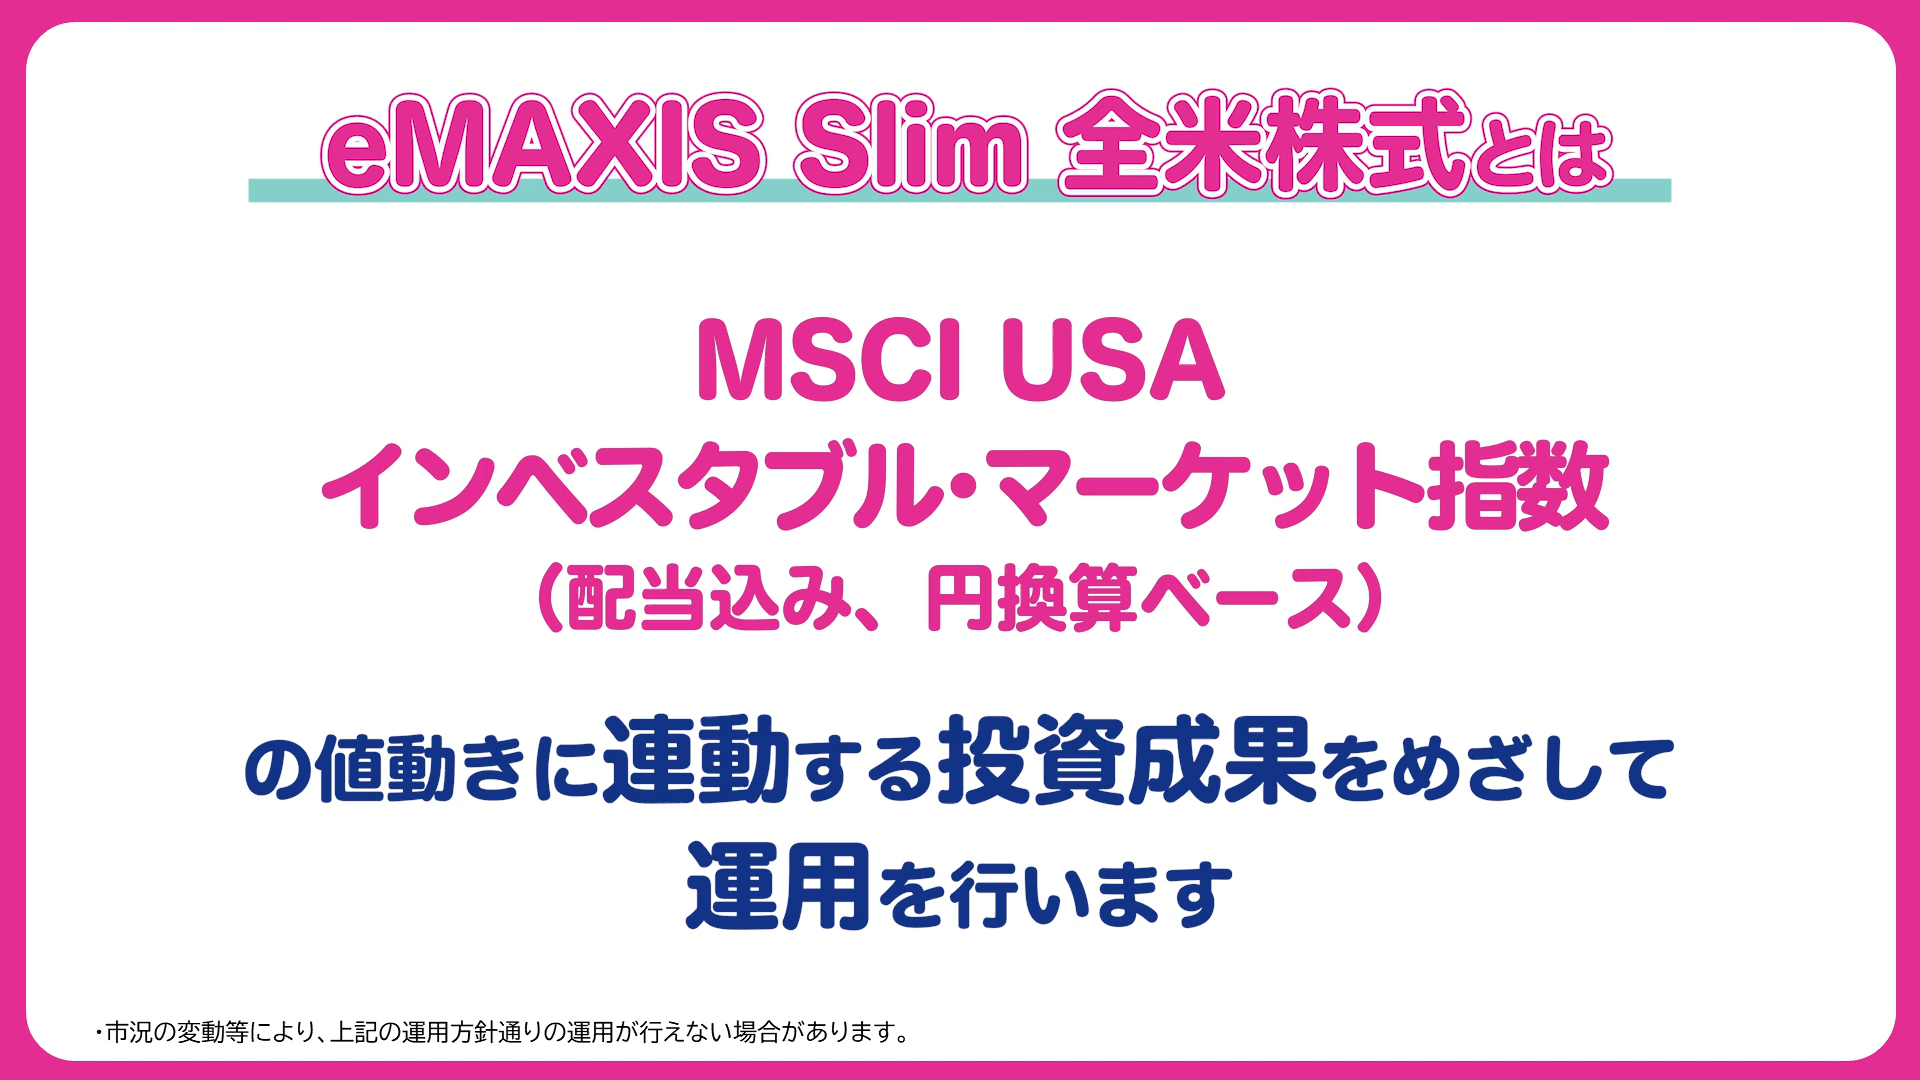 eMAXIS Slim 全米株式とは
MSCI USA
インベスタブル・マーケット指数
（配当込み、円換算ベース）
の値動きに連動する投資成果をめざして
運用を行います
・市況の変動等により、上記の運用方針通りの運用が行えない場合があります。